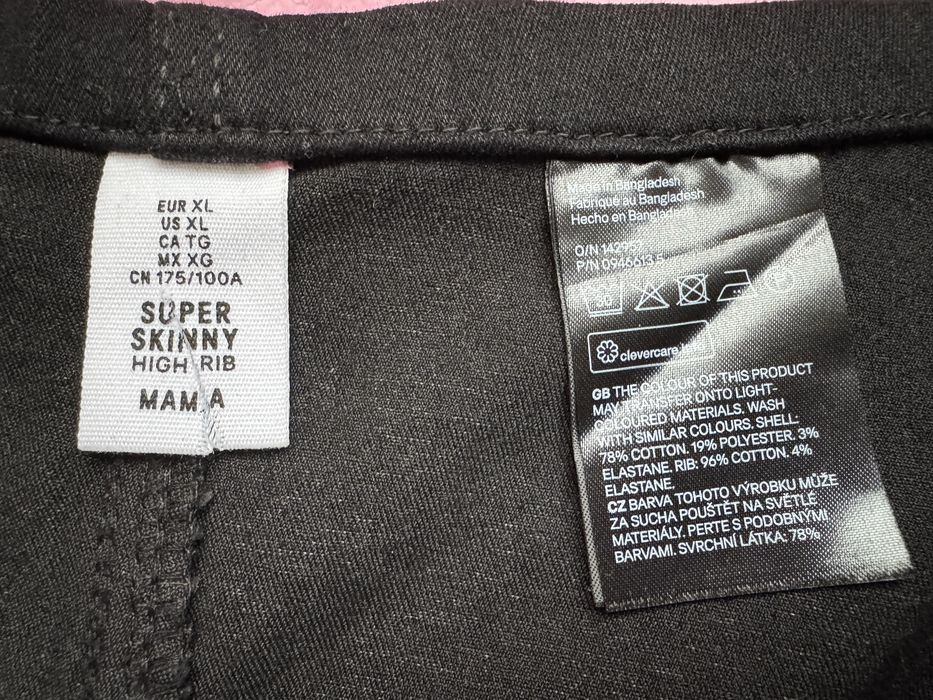 EUR XL
US XL
CA TG
MX XG
CN 175/100A
SUPER
SKINNY
HIGH RIB
MAMA
Made in Bangladesh
Fabriqué au Bangladesh
Hecho en Bangladesh
O/N
P/N
clevercare
GB THE COLOUR OF THIS PRODUCT
MAY TRANSFER ONTO LIGHT-
COLOURED MATERIALS. WASH
WITH SIMILAR COLOURS. SHELL:
78% COTTON. 19% POLYESTER. 3%
ELASTANE. RIB: 96% COTTON. 4%
ELASTANE.
CZ BARVA TOHOTO VÝROBKU MŮŽE
ZA SUCHA POUŠTĚT NA SVĚTLÉ
MATERIÁLY. PERTE S PODOBNÝMI
BARVAMI. SVRCHNÍ LÁTKA: 78%